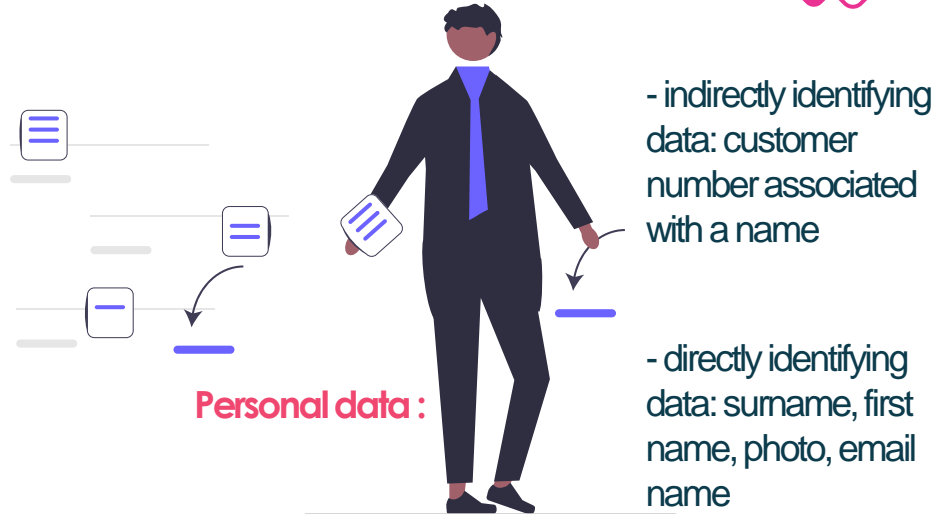 - indirectly identifying
data: customer
number associated
with a name
Personal data :
- directly identifying
data: surname, first
name, photo, email
name